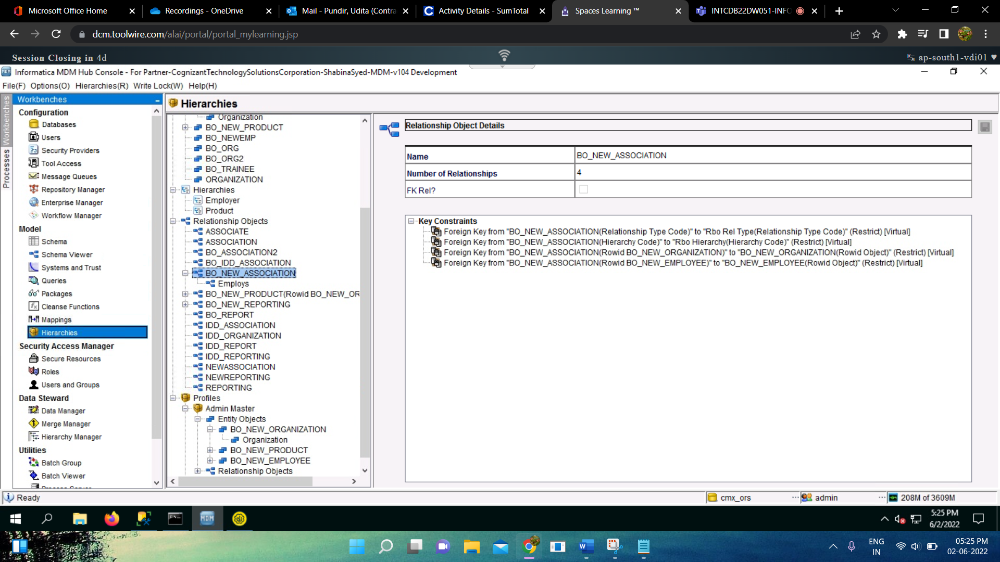 Microsoft Office Home
Recordings - OneDrive
Mail - Pundir, Udita (Contra
Activity Details - SumTotal
Spaces Learning ™
INTCDB22DW051-INFO
dcm.toolwire.com/alai/portal/portal_mylearning.jsp
Session Closing in 4d
ap-south1-vdi01 ♥
Informatica MDM Hub Console - For Partner-CognizantTechnologySolutionsCorporation-ShabinaSyed-MDM-v104 Development
File(F) Options(O) Hierarchies(R) Write Lock(W) Help(H)
Workbenches
Processes
Workbenches
Configuration
Databases
Users
Security Providers
Tool Access
Message Queues
Repository Manager
Enterprise Manager
Workflow Manager
Model
Schema
Schema Viewer
Systems and Trust
Queries
Packages
Cleanse Functions
Mappings
Hierarchies
Security Access Manager
Secure Resources
Roles
Users and Groups
Data Steward
Data Manager
Merge Manager
Hierarchy Manager
Utilities
Batch Group
Batch Viewer
Hierarchies
Organization
BO_NEW_PRODUCT
BO_NEWEMP
BO_ORG
BO_ORG2
BO_TRAINEE
ORGANIZATION
Hierarchies
Employer
Product
Relationship Objects
ASSOCIATE
ASSOCIATION
BO_ASSOCIATION2
BO_IDD_ASSOCIATION
BO_NEW_ASSOCIATION
Employs
BO_NEW_PRODUCT(Rowid BO_NEW_OR
BO_NEW_REPORTING
BO_REPORT
IDD_ASSOCIATION
IDD_ORGANIZATION
IDD_REPORT
IDD_REPORTING
NEWASSOCIATION
NEWREPORTING
REPORTING
Profiles
Admin Master
Entity Objects
BO_NEW_ORGANIZATION
Organization
BO_NEW_PRODUCT
BO_NEW_EMPLOYEE
Relationship Objects
Relationship Object Details
Name BO_NEW_ASSOCIATION
Number of Relationships 4
FK Rel?
Key Constraints
Foreign Key from "BO_NEW_ASSOCIATION(Relationship Type Code)" to "Rbo Rel Type(Relationship Type Code)" (Restrict) [Virtual]
Foreign Key from "BO_NEW_ASSOCIATION(Hierarchy Code)" to "Rbo Hierarchy(Hierarchy Code)" (Restrict) [Virtual]
Foreign Key from "BO_NEW_ASSOCIATION(Rowid BO_NEW_ORGANIZATION)" to "BO_NEW_ORGANIZATION(Rowid Object)" (Restrict) [Virtual]
Foreign Key from "BO_NEW_ASSOCIATION(Rowid BO_NEW_EMPLOYEE)" to "BO_NEW_EMPLOYEE(Rowid Object)" (Restrict) [Virtual]
Ready
cmx_ors
admin
208M of 3609M
MDM
5:25 PM
6/2/2022
ENG
IN
05:25 PM
02-06-2022